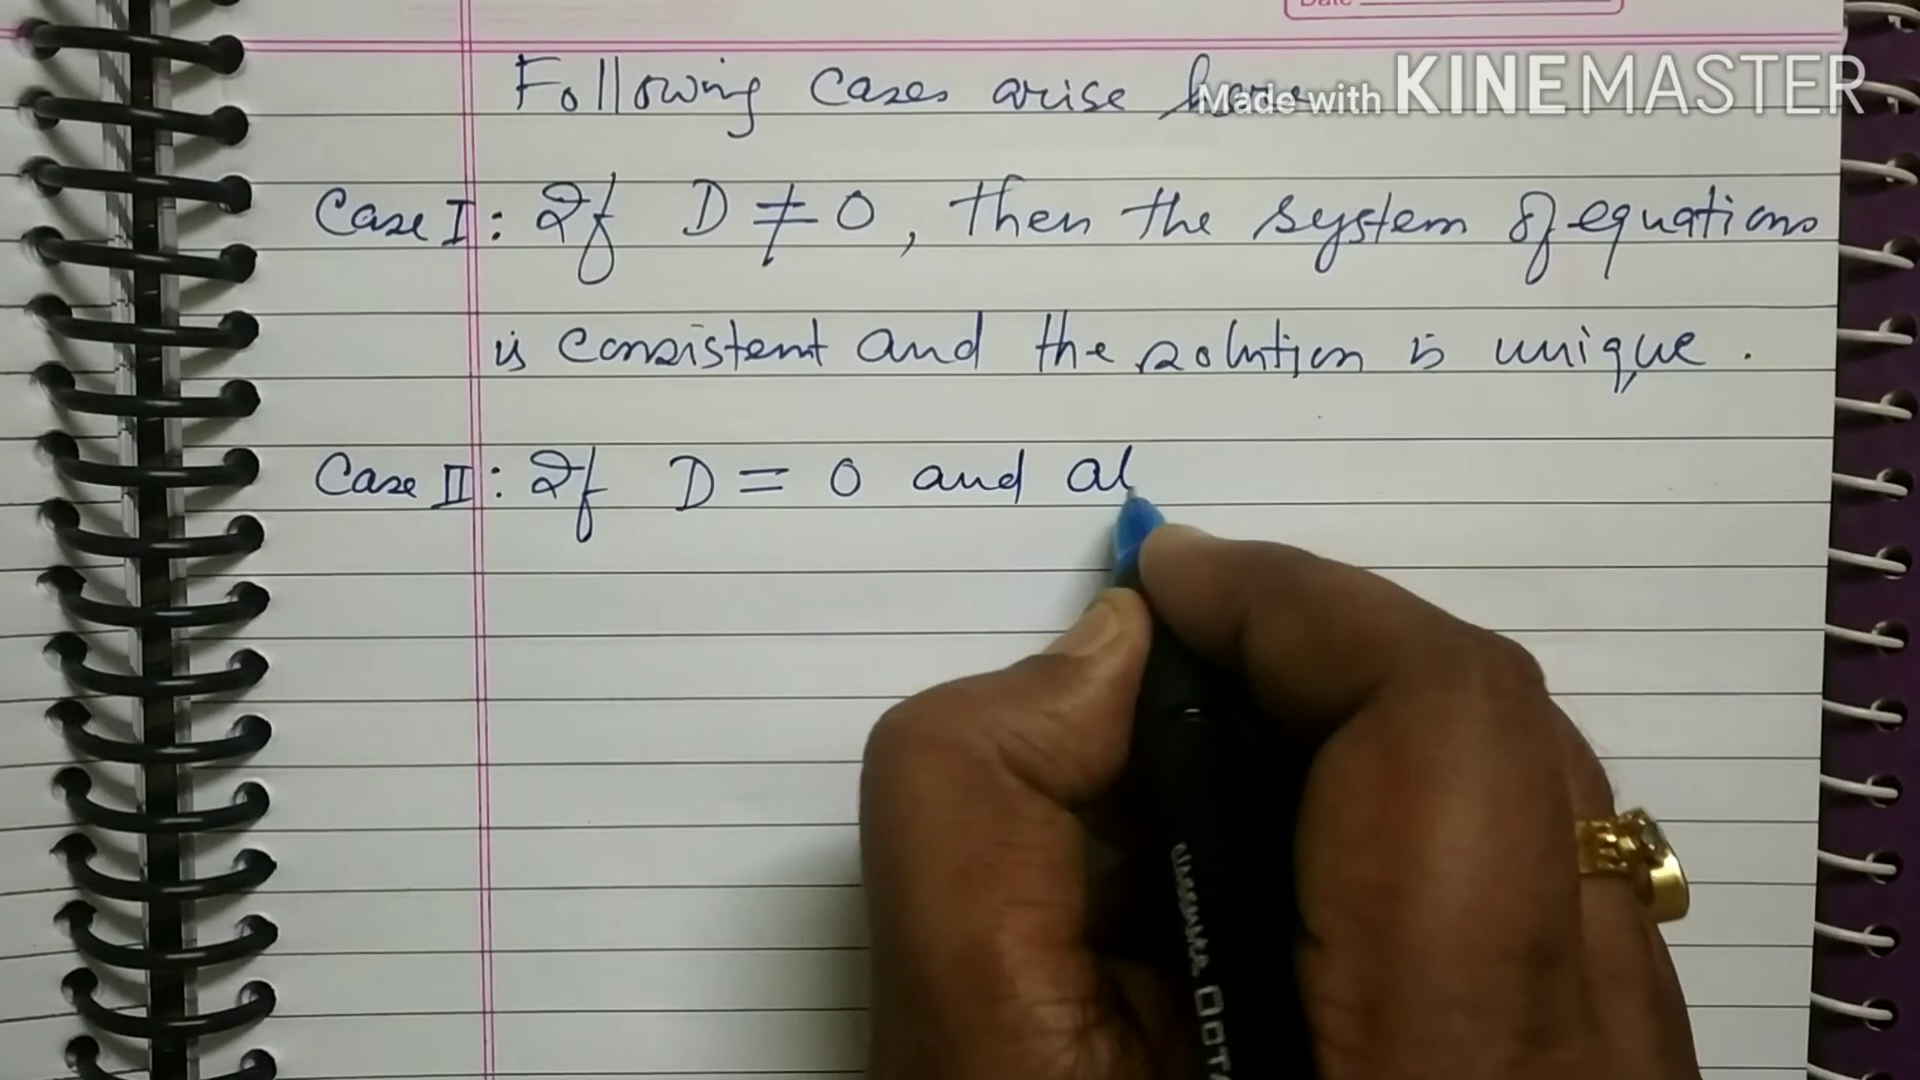 Date
Following cases arise
Made with KINEMASTER
Case I: If D ≠ 0, then the system of equations
is consistent and the solution is unique.
Case II: If D = 0 and al